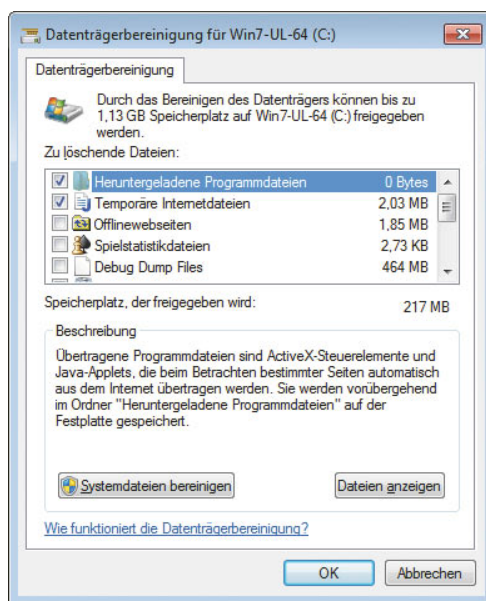 Datenträgerbereinigung für Win7-UL-64 (C:)
Datenträgerbereinigung
Durch das Bereinigen des Datenträgers können bis zu
1,13 GB Speicherplatz auf Win7-UL-64 (C:) freigegeben
werden.
Zu löschende Dateien:
Heruntergeladene Programmdateien 0 Bytes
Temporäre Internetdateien 2,03 MB
Offlinewebseiten 1,85 MB
Spielstatistikdateien 2,73 KB
Debug Dump Files 464 MB
Speicherplatz, der freigegeben wird: 217 MB
Beschreibung
Übertragene Programmdateien sind ActiveX-Steuerelemente und
Java-Applets, die beim Betrachten bestimmter Seiten automatisch
aus dem Internet übertragen werden. Sie werden vorübergehend
im Ordner "Heruntergeladene Programmdateien" auf der
Festplatte gespeichert.
Systemdateien bereinigen Dateien anzeigen
Wie funktioniert die Datenträgerbereinigung?
OK Abbrechen